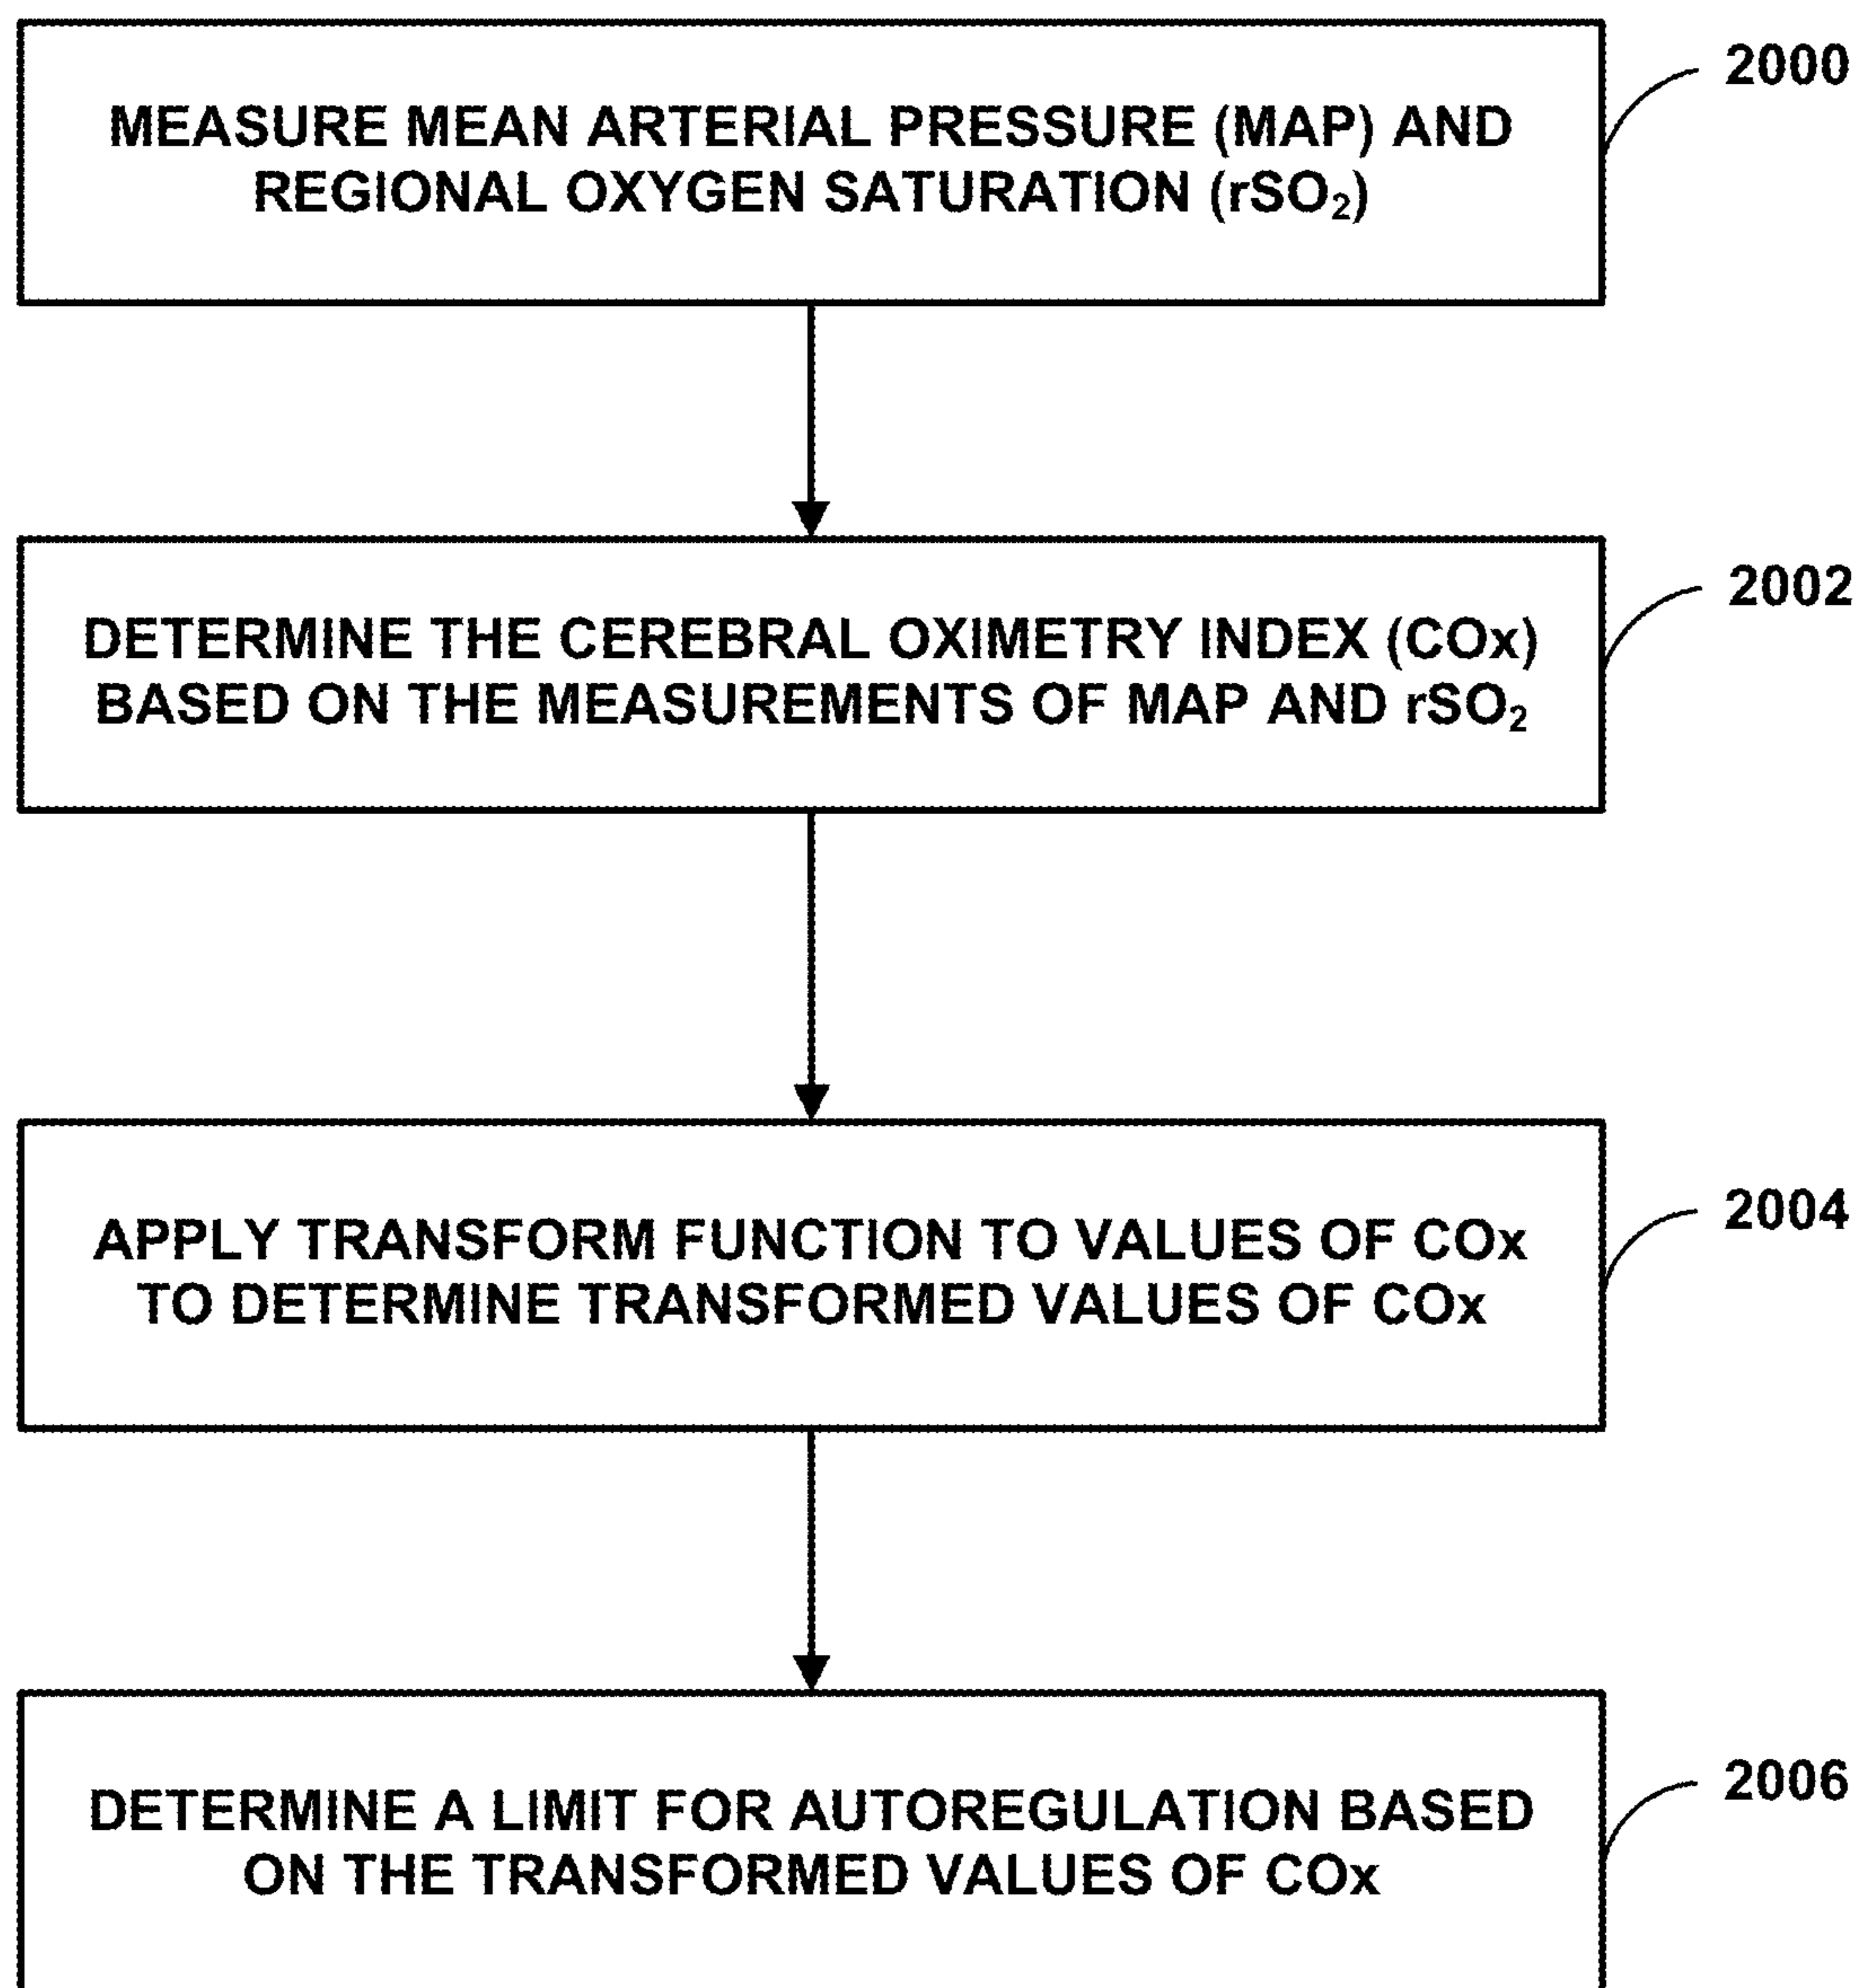 2000
MEASURE MEAN ARTERIAL PRESSURE (MAP) AND
REGIONAL OXYGEN SATURATION (rSO₂)
2002
DETERMINE THE CEREBRAL OXIMETRY INDEX (COx)
BASED ON THE MEASUREMENTS OF MAP AND rSO₂
2004
APPLY TRANSFORM FUNCTION TO VALUES OF COx
TO DETERMINE TRANSFORMED VALUES OF COx
2006
DETERMINE A LIMIT FOR AUTOREGULATION BASED
ON THE TRANSFORMED VALUES OF COx